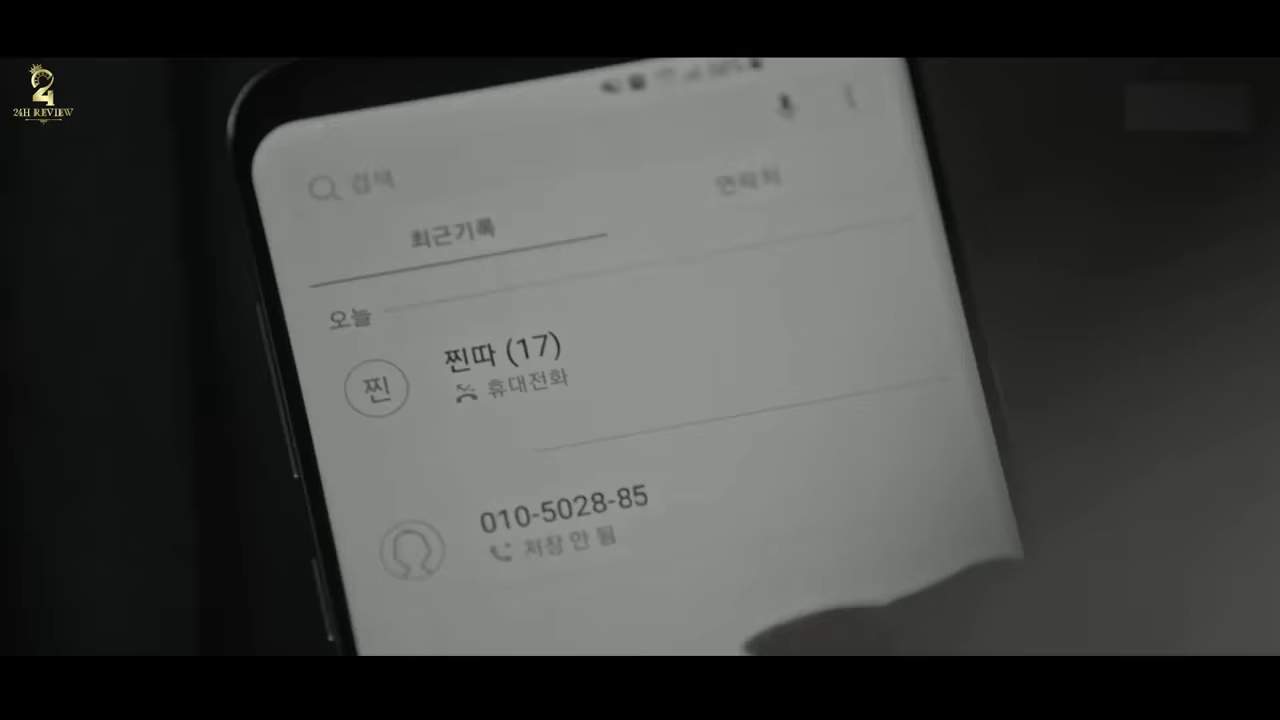 24H REVIEW
검색
최근기록
연락처
오늘
찐
찐따 (17)
휴대전화
010-5028-85
저장 안 됨